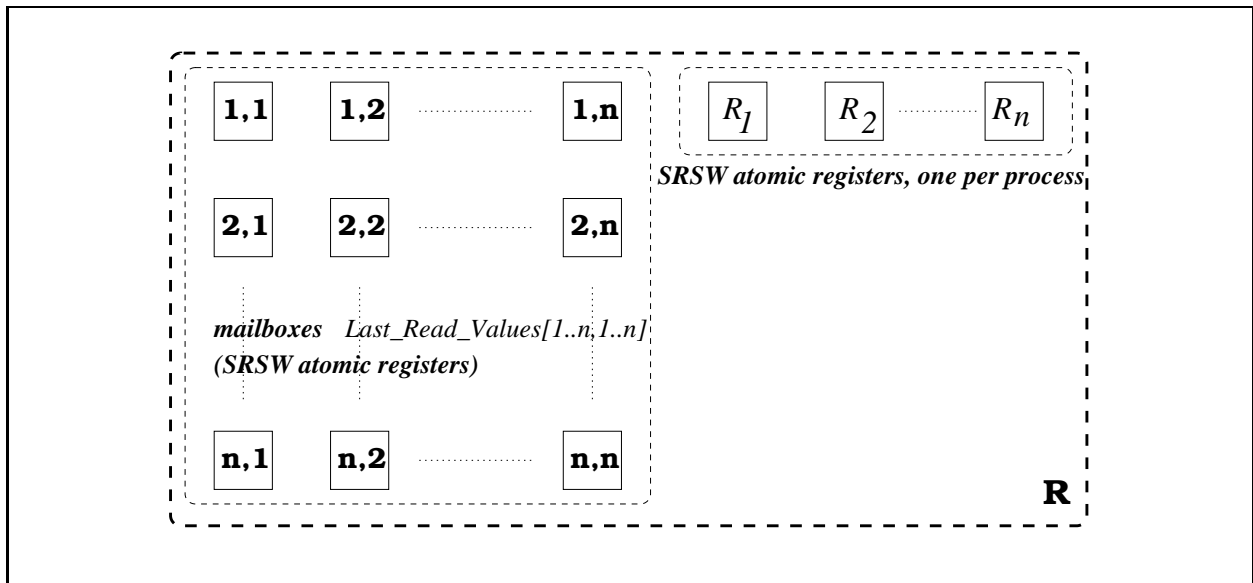 1,1 1,2 1,n
R1 R2 Rn
SRSW atomic registers, one per process
2,1 2,2 2,n
mailboxes Last_Read_Values[1..n,1..n]
(SRSW atomic registers)
n,1 n,2 n,n
R